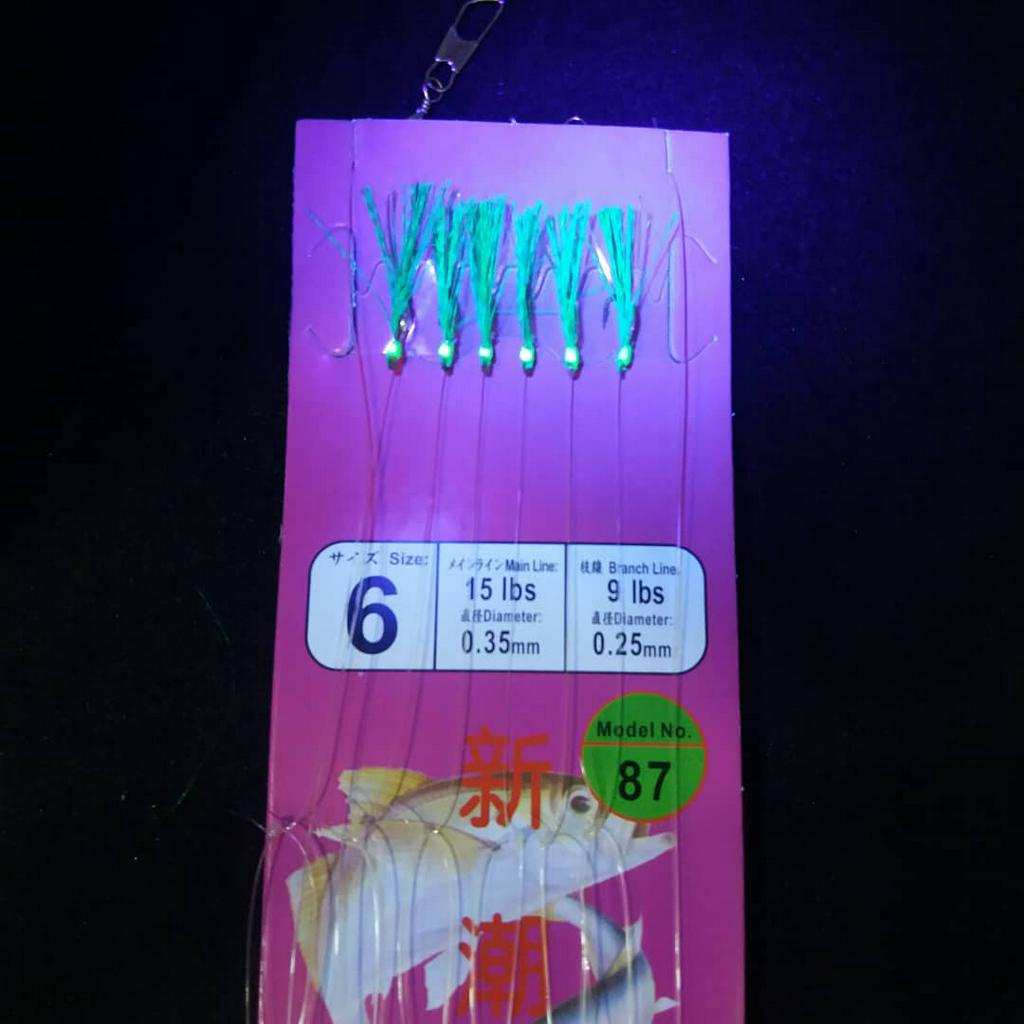 サイズ Size:
6
メインライン Main Line:
15 lbs
直径Diameter:
0.35mm
枝線 Branch Line:
9 lbs
直径Diameter:
0.25mm
Model No.
87
新
潮